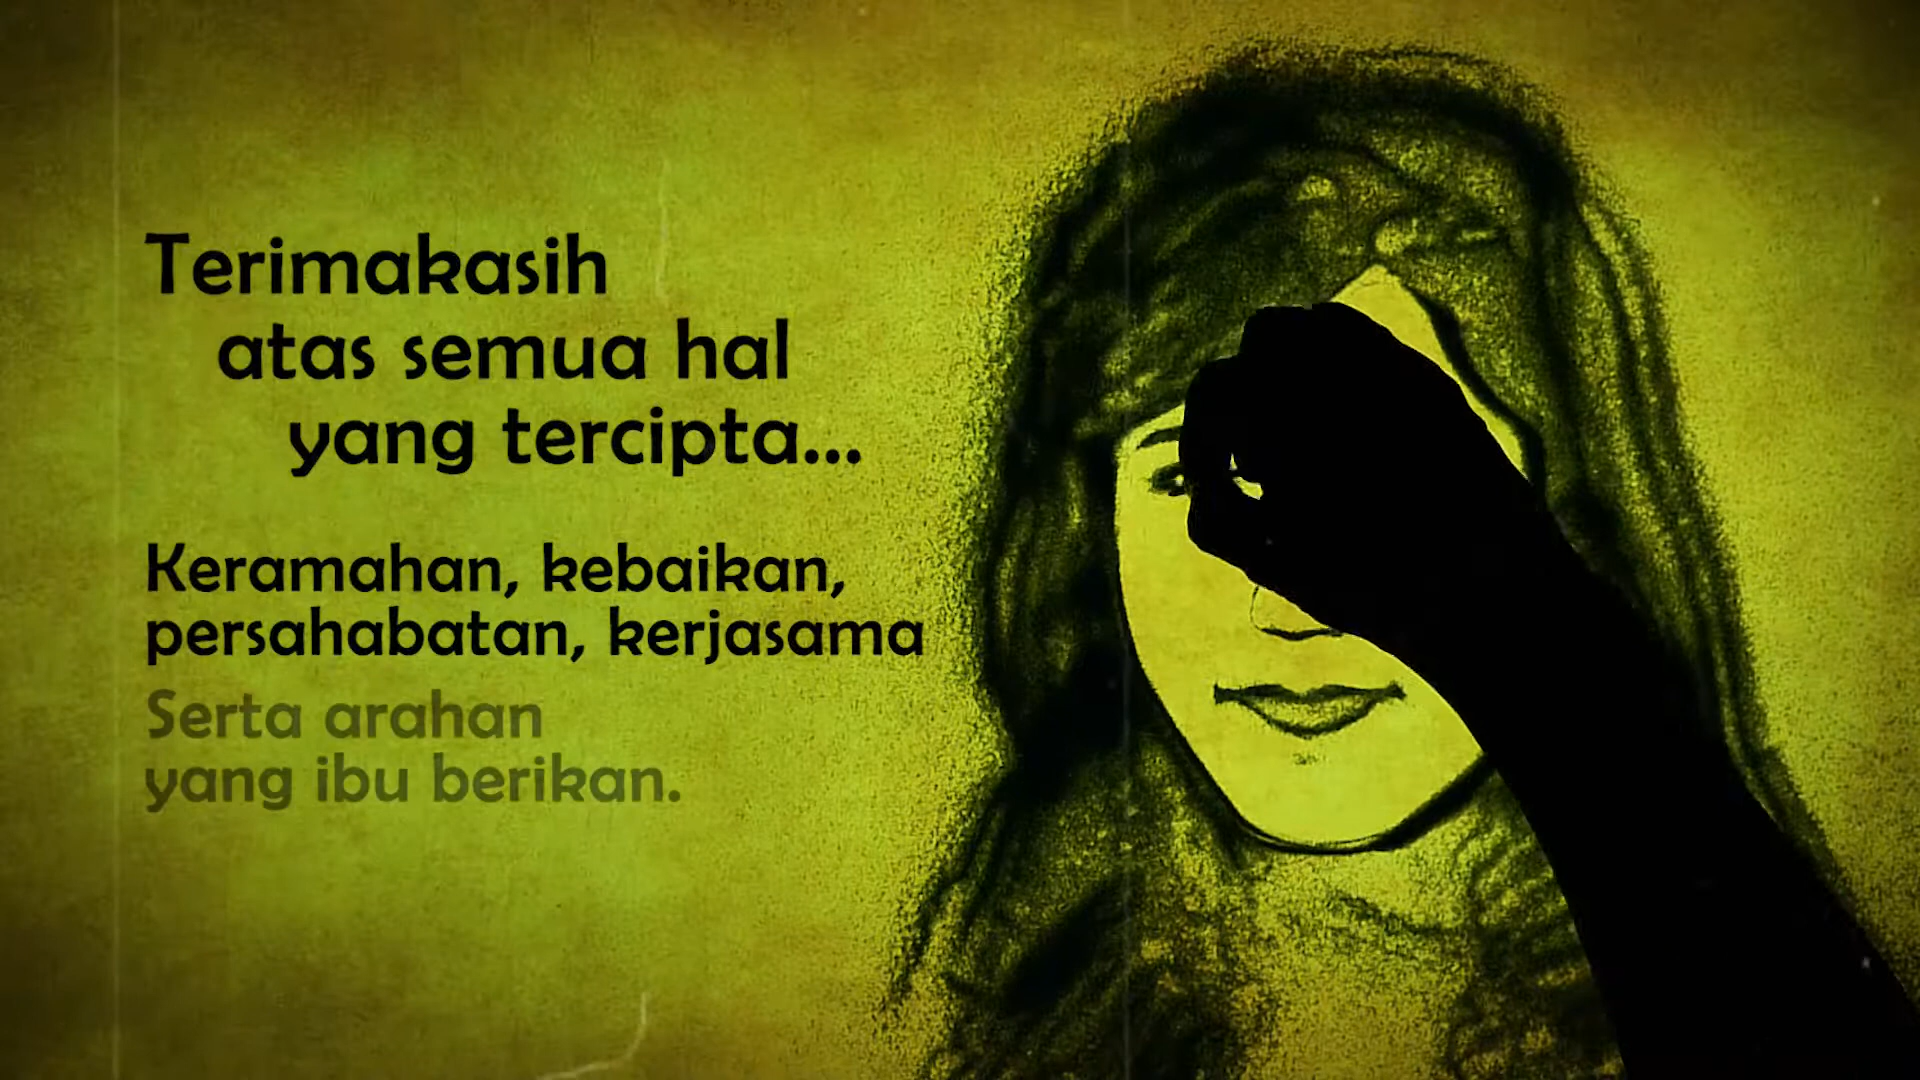 Terimakasih
atas semua hal
yang tercipta...
Keramahan, kebaikan,
persahabatan, kerjasama
Serta arahan
yang ibu berikan.